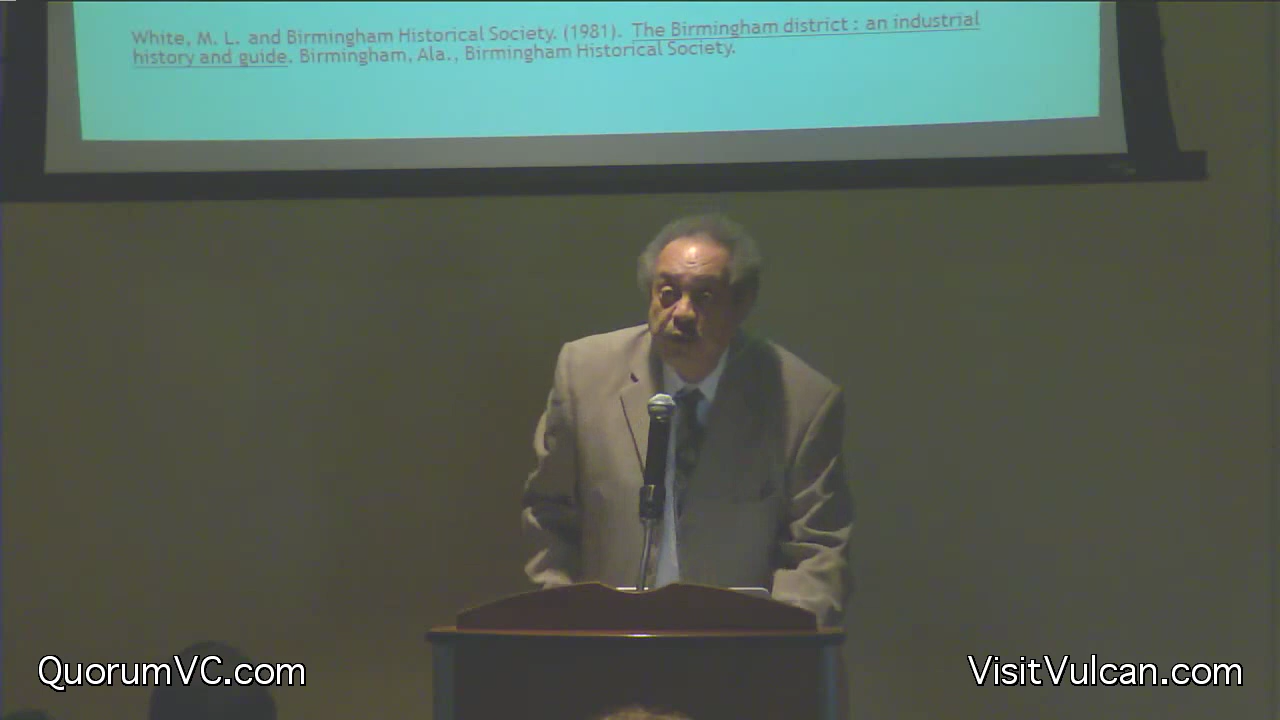 White, M. L. and Birmingham Historical Society. (1981). The Birmingham district : an industrial
history and guide. Birmingham, Ala., Birmingham Historical Society.
QuorumVC.com
VisitVulcan.com